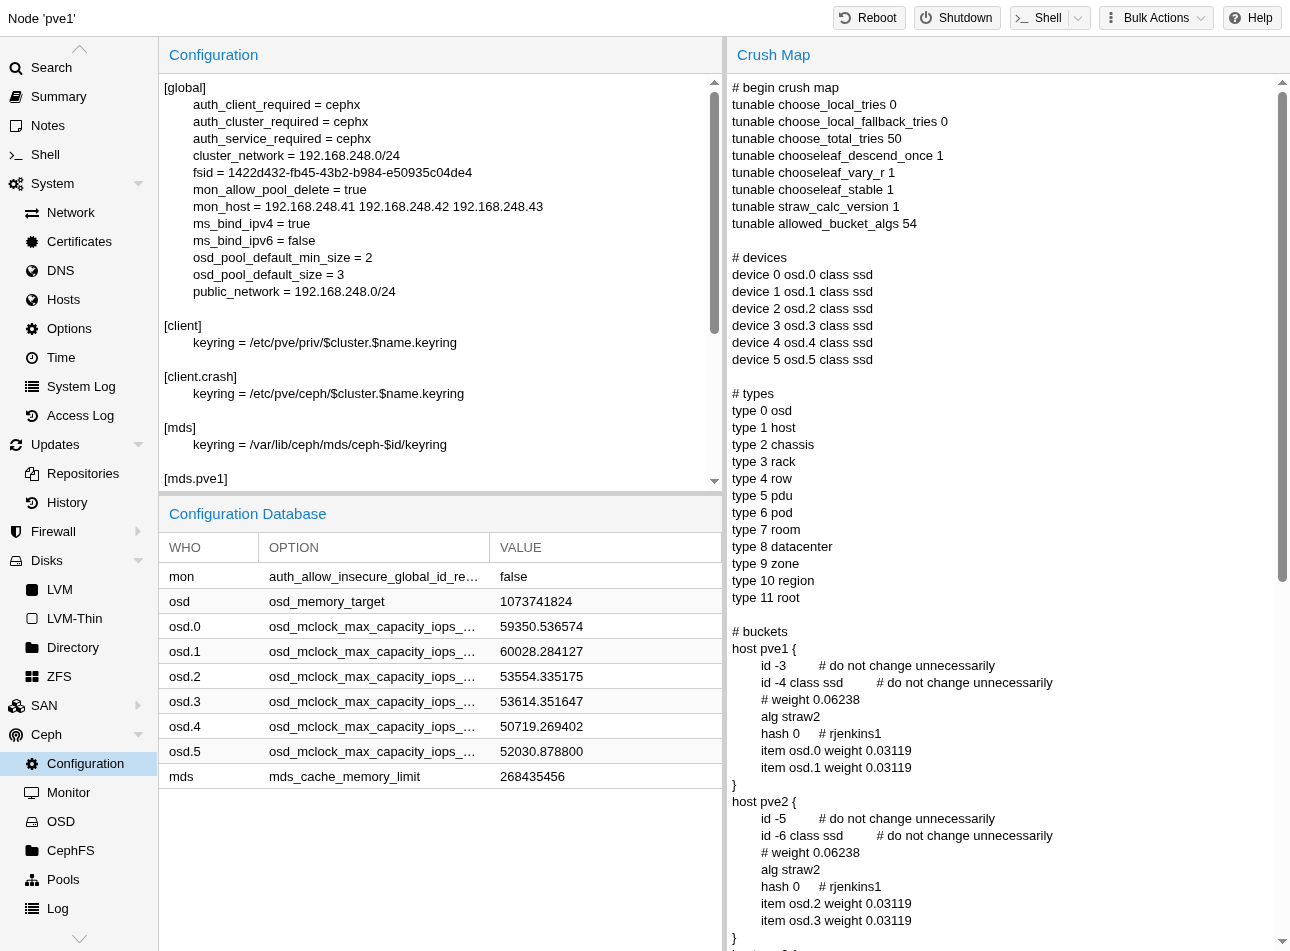 Node 'pve1'
Reboot
Shutdown
Shell
Bulk Actions
Help
Search
Summary
Notes
Shell
System
Network
Certificates
DNS
Hosts
Options
Time
System Log
Access Log
Updates
Repositories
History
Firewall
Disks
LVM
LVM-Thin
Directory
ZFS
SAN
Ceph
Configuration
Monitor
OSD
CephFS
Pools
Log
Configuration
[global]
auth_client_required = cephx
auth_cluster_required = cephx
auth_service_required = cephx
cluster_network = 192.168.248.0/24
fsid = 1422d432-fb45-43b2-b984-e50935c04de4
mon_allow_pool_delete = true
mon_host = 192.168.248.41 192.168.248.42 192.168.248.43
ms_bind_ipv4 = true
ms_bind_ipv6 = false
osd_pool_default_min_size = 2
osd_pool_default_size = 3
public_network = 192.168.248.0/24
[client]
keyring = /etc/pve/priv/$cluster.$name.keyring
[client.crash]
keyring = /etc/pve/ceph/$cluster.$name.keyring
[mds]
keyring = /var/lib/ceph/mds/ceph-$id/keyring
[mds.pve1]
Configuration Database
WHO OPTION VALUE
mon auth_allow_insecure_global_id_re… false
osd osd_memory_target 1073741824
osd.0 osd_mclock_max_capacity_iops_… 59350.536574
osd.1 osd_mclock_max_capacity_iops_… 60028.284127
osd.2 osd_mclock_max_capacity_iops_… 53554.335175
osd.3 osd_mclock_max_capacity_iops_… 53614.351647
osd.4 osd_mclock_max_capacity_iops_… 50719.269402
osd.5 osd_mclock_max_capacity_iops_… 52030.878800
mds mds_cache_memory_limit 268435456
Crush Map
# begin crush map
tunable choose_local_tries 0
tunable choose_local_fallback_tries 0
tunable choose_total_tries 50
tunable chooseleaf_descend_once 1
tunable chooseleaf_vary_r 1
tunable chooseleaf_stable 1
tunable straw_calc_version 1
tunable allowed_bucket_algs 54
# devices
device 0 osd.0 class ssd
device 1 osd.1 class ssd
device 2 osd.2 class ssd
device 3 osd.3 class ssd
device 4 osd.4 class ssd
device 5 osd.5 class ssd
# types
type 0 osd
type 1 host
type 2 chassis
type 3 rack
type 4 row
type 5 pdu
type 6 pod
type 7 room
type 8 datacenter
type 9 zone
type 10 region
type 11 root
# buckets
host pve1 {
id -3 # do not change unnecessarily
id -4 class ssd # do not change unnecessarily
# weight 0.06238
alg straw2
hash 0 # rjenkins1
item osd.0 weight 0.03119
item osd.1 weight 0.03119
}
host pve2 {
id -5 # do not change unnecessarily
id -6 class ssd # do not change unnecessarily
# weight 0.06238
alg straw2
hash 0 # rjenkins1
item osd.2 weight 0.03119
item osd.3 weight 0.03119
}